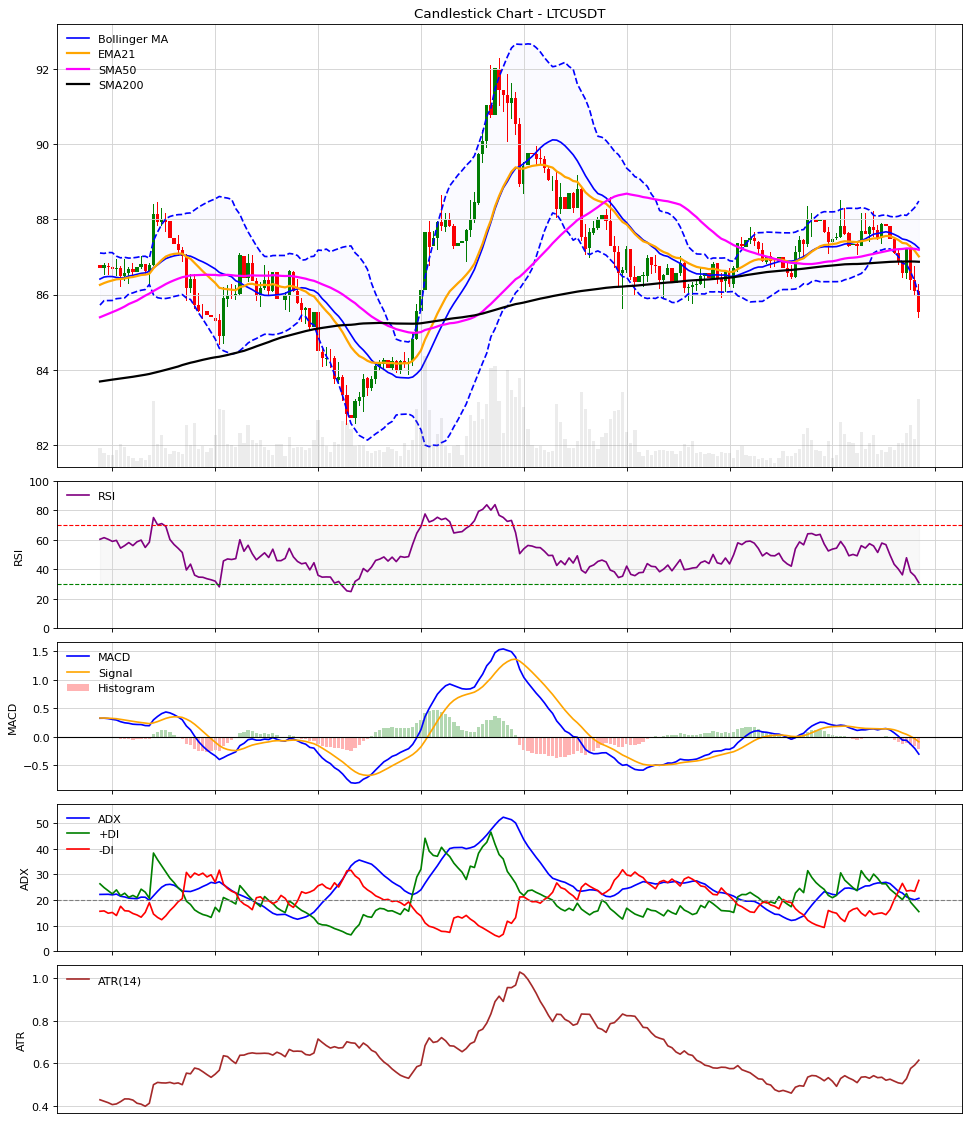 Candlestick Chart - LTCUSDT
Bollinger MA
EMA21
SMA50
SMA200
92
90
88
86
84
82
RSI
100
80
60
40
20
0
RSI
MACD
Signal
Histogram
1.5
1.0
0.5
0.0
−0.5
MACD
ADX
+DI
-DI
50
40
30
20
10
0
ADX
ATR(14)
1.0
0.8
0.6
0.4
ATR